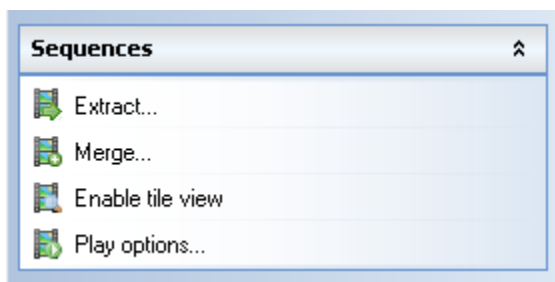 Sequences
Extract...
Merge...
Enable tile view
Play options...